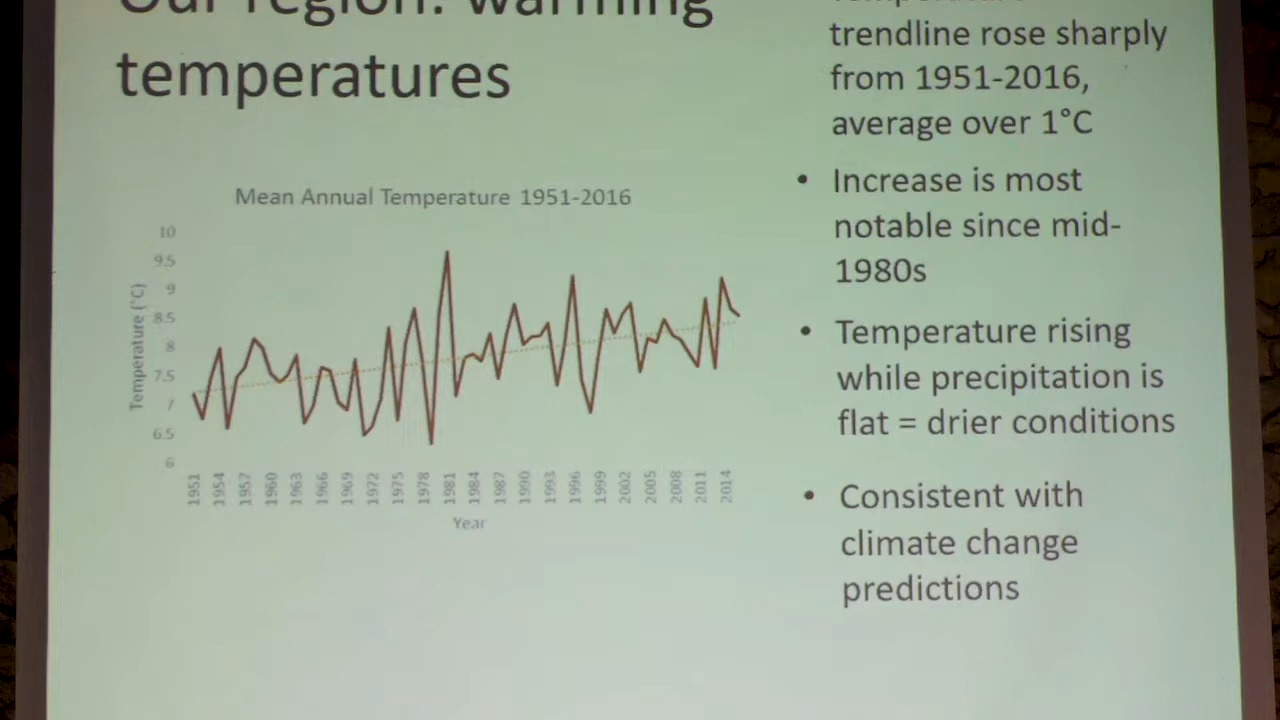 Our region: warming
temperatures
Mean Annual Temperature 1951-2016
10
9.5
9
8.5
8
7.5
7
6.5
6
Temperature (°C)
1951 1954 1957 1960 1963 1966 1969 1972 1975 1978 1981 1984 1987 1990 1993 1996 1999 2002 2005 2008 2011 2014
Year
trendline rose sharply
from 1951-2016,
average over 1°C
• Increase is most
notable since mid-
1980s
• Temperature rising
while precipitation is
flat = drier conditions
• Consistent with
climate change
predictions